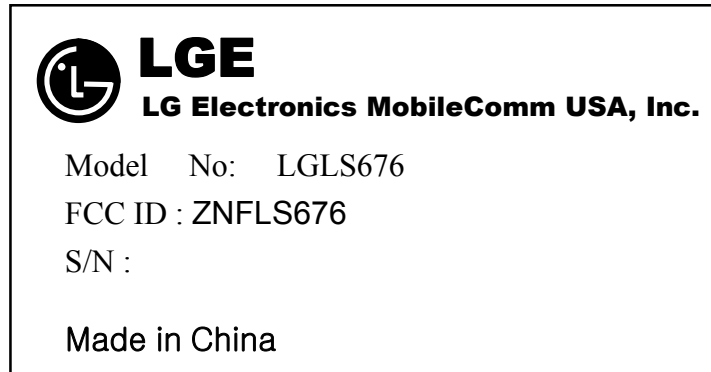 LGE
LG Electronics MobileComm USA, Inc.
Model No: LGLS676
FCC ID : ZNFLS676
S/N :
Made in China